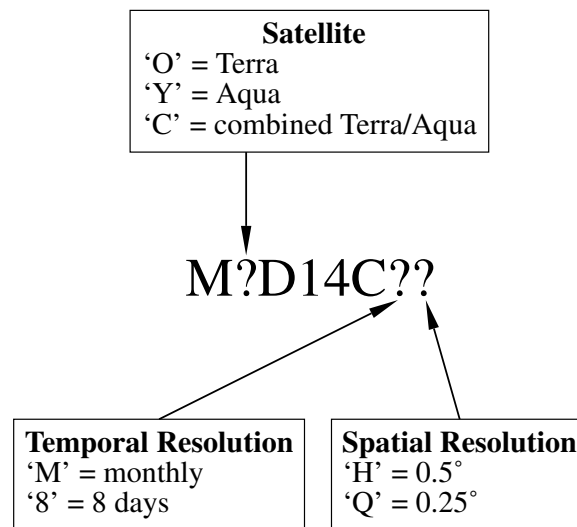 Satellite
‘O’ = Terra
‘Y’ = Aqua
‘C’ = combined Terra/Aqua
M?D14C??
Temporal Resolution
‘M’ = monthly
‘8’ = 8 days
Spatial Resolution
‘H’ = 0.5°
‘Q’ = 0.25°